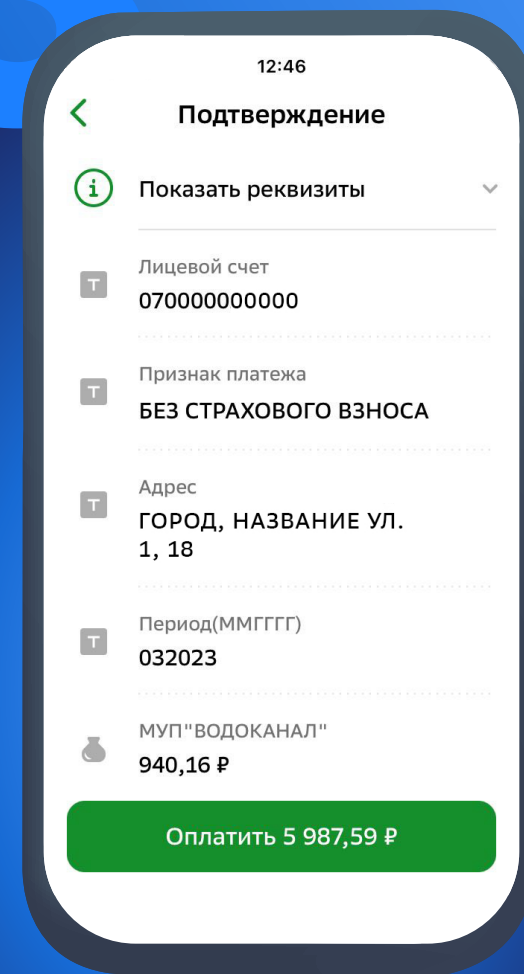 12:46
Подтверждение
i
Показать реквизиты
T
Лицевой счет
070000000000
T
Признак платежа
БЕЗ СТРАХОВОГО ВЗНОСА
T
Адрес
ГОРОД, НАЗВАНИЕ УЛ.
1, 18
T
Период(ММГГГГ)
032023
МУП"ВОДОКАНАЛ"
940,16 ₽
Оплатить 5 987,59 ₽